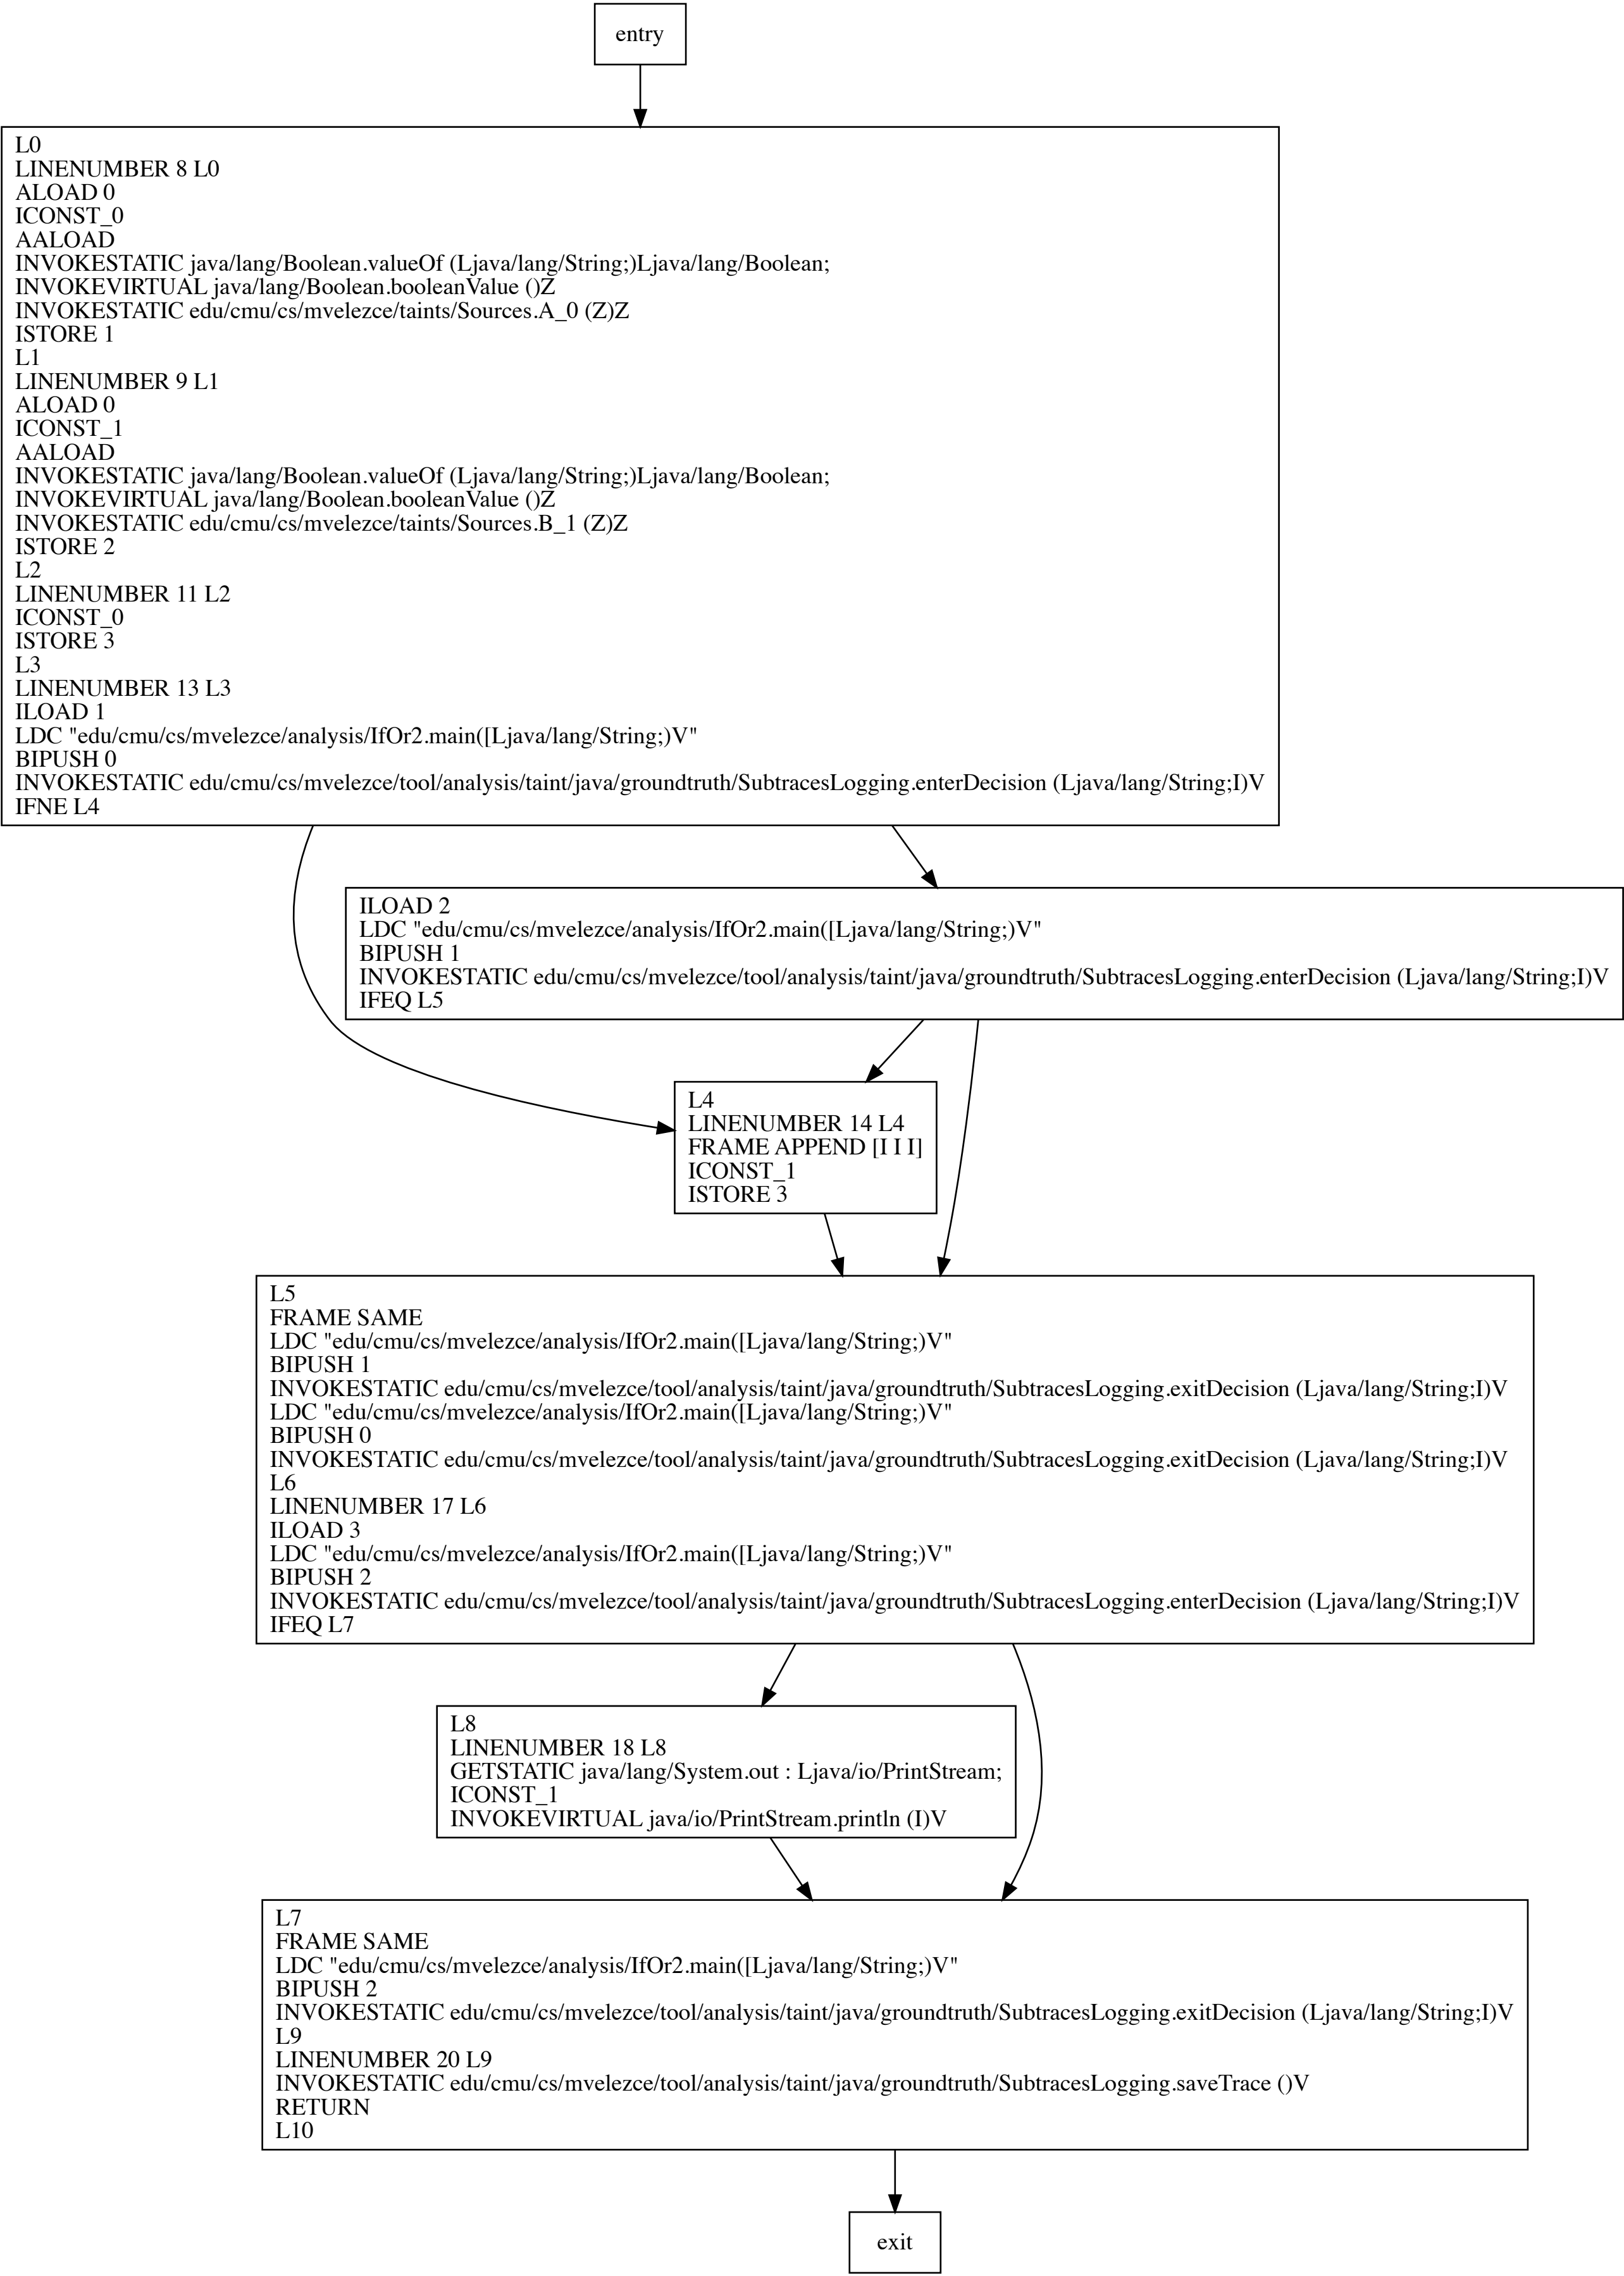 entry
L0
LINENUMBER 8 L0
ALOAD 0
ICONST_0
AALOAD
INVOKESTATIC java/lang/Boolean.valueOf (Ljava/lang/String;)Ljava/lang/Boolean;
INVOKEVIRTUAL java/lang/Boolean.booleanValue ()Z
INVOKESTATIC edu/cmu/cs/mvelezce/taints/Sources.A_0 (Z)Z
ISTORE 1
L1
LINENUMBER 9 L1
ALOAD 0
ICONST_1
AALOAD
INVOKESTATIC java/lang/Boolean.valueOf (Ljava/lang/String;)Ljava/lang/Boolean;
INVOKEVIRTUAL java/lang/Boolean.booleanValue ()Z
INVOKESTATIC edu/cmu/cs/mvelezce/taints/Sources.B_1 (Z)Z
ISTORE 2
L2
LINENUMBER 11 L2
ICONST_0
ISTORE 3
L3
LINENUMBER 13 L3
ILOAD 1
LDC "edu/cmu/cs/mvelezce/analysis/IfOr2.main([Ljava/lang/String;)V"
BIPUSH 0
INVOKESTATIC edu/cmu/cs/mvelezce/tool/analysis/taint/java/groundtruth/SubtracesLogging.enterDecision (Ljava/lang/String;I)V
IFNE L4
ILOAD 2
LDC "edu/cmu/cs/mvelezce/analysis/IfOr2.main([Ljava/lang/String;)V"
BIPUSH 1
INVOKESTATIC edu/cmu/cs/mvelezce/tool/analysis/taint/java/groundtruth/SubtracesLogging.enterDecision (Ljava/lang/String;I)V
IFEQ L5
L4
LINENUMBER 14 L4
FRAME APPEND [I I I]
ICONST_1
ISTORE 3
L5
FRAME SAME
LDC "edu/cmu/cs/mvelezce/analysis/IfOr2.main([Ljava/lang/String;)V"
BIPUSH 1
INVOKESTATIC edu/cmu/cs/mvelezce/tool/analysis/taint/java/groundtruth/SubtracesLogging.exitDecision (Ljava/lang/String;I)V
LDC "edu/cmu/cs/mvelezce/analysis/IfOr2.main([Ljava/lang/String;)V"
BIPUSH 0
INVOKESTATIC edu/cmu/cs/mvelezce/tool/analysis/taint/java/groundtruth/SubtracesLogging.exitDecision (Ljava/lang/String;I)V
L6
LINENUMBER 17 L6
ILOAD 3
LDC "edu/cmu/cs/mvelezce/analysis/IfOr2.main([Ljava/lang/String;)V"
BIPUSH 2
INVOKESTATIC edu/cmu/cs/mvelezce/tool/analysis/taint/java/groundtruth/SubtracesLogging.enterDecision (Ljava/lang/String;I)V
IFEQ L7
L8
LINENUMBER 18 L8
GETSTATIC java/lang/System.out : Ljava/io/PrintStream;
ICONST_1
INVOKEVIRTUAL java/io/PrintStream.println (I)V
L7
FRAME SAME
LDC "edu/cmu/cs/mvelezce/analysis/IfOr2.main([Ljava/lang/String;)V"
BIPUSH 2
INVOKESTATIC edu/cmu/cs/mvelezce/tool/analysis/taint/java/groundtruth/SubtracesLogging.exitDecision (Ljava/lang/String;I)V
L9
LINENUMBER 20 L9
INVOKESTATIC edu/cmu/cs/mvelezce/tool/analysis/taint/java/groundtruth/SubtracesLogging.saveTrace ()V
RETURN
L10
exit